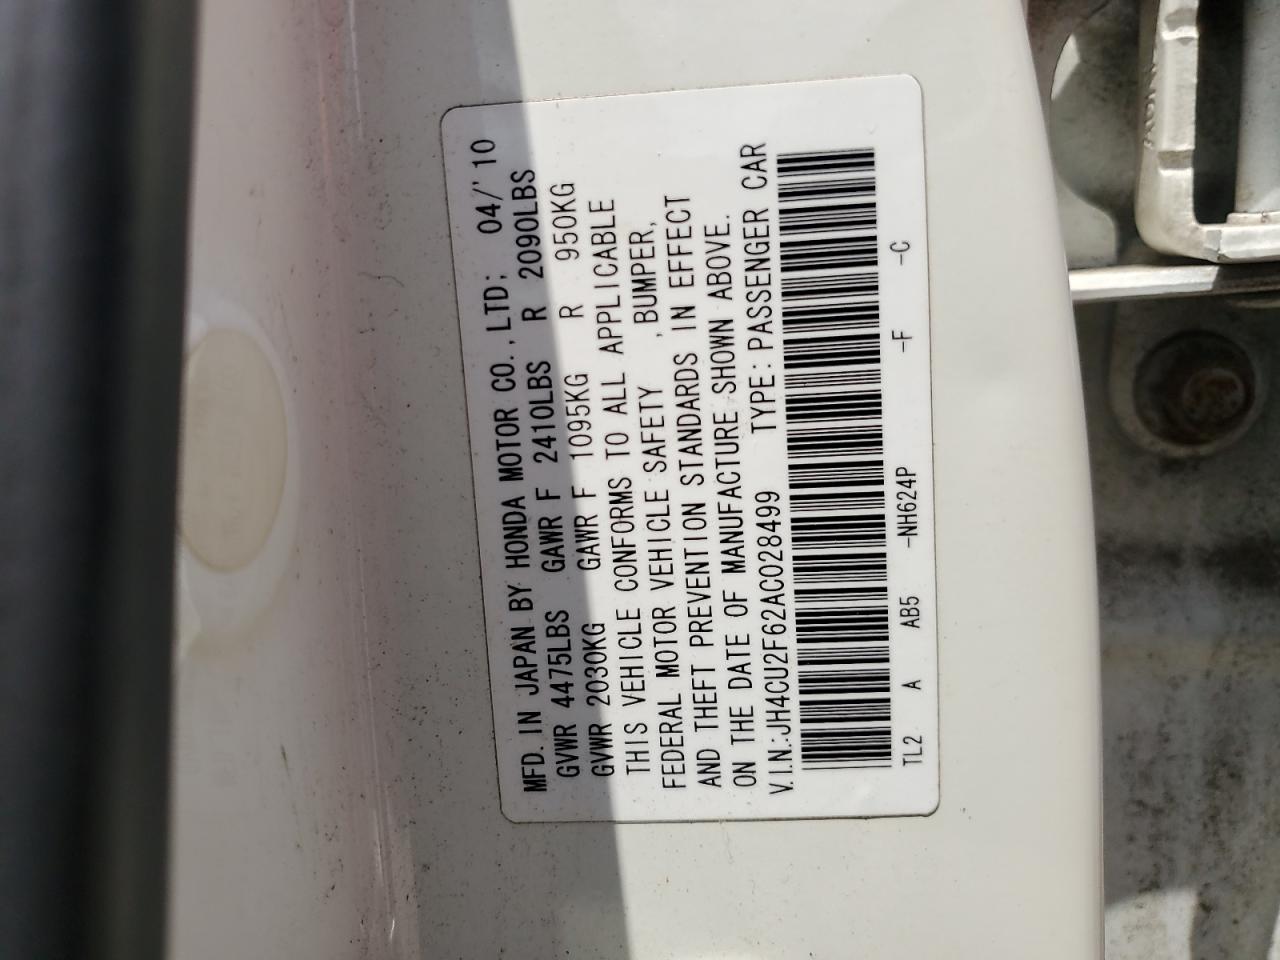 MFD. IN JAPAN BY HONDA MOTOR CO., LTD; 04/'10
GVWR 4475LBS GAWR F 2410LBS R 2090LBS
GVWR 2030KG GAWR F 1095KG R 950KG
THIS VEHICLE CONFORMS TO ALL APPLICABLE
FEDERAL MOTOR VEHICLE SAFETY , BUMPER,
AND THEFT PREVENTION STANDARDS IN EFFECT
ON THE DATE OF MANUFACTURE SHOWN ABOVE.
V.I.N.:JH4CU2F62AC028499 TYPE: PASSENGER CAR
TL2 A AB5 -NH624P -F -C